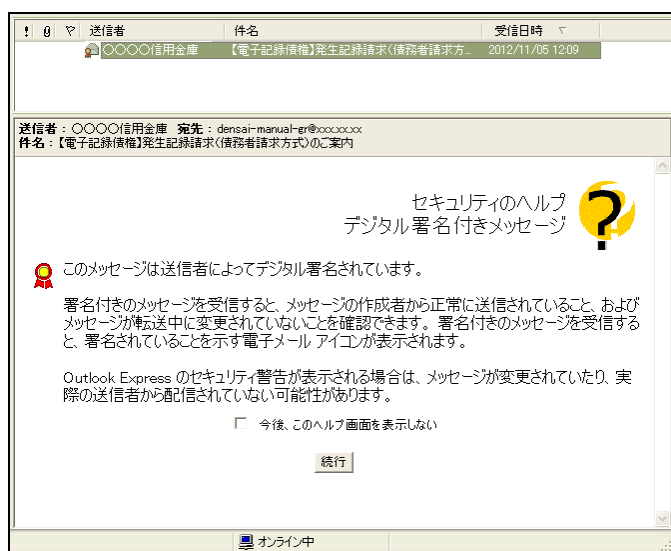 ! 送信者 件名 受信日時
〇〇〇〇信用金庫 【電子記録債権】発生記録請求(債務者請求方... 2012/11/05 12:09
送信者：〇〇〇〇信用金庫 宛先：densai-manual-gr@xxx.xx.xx
件名：【電子記録債権】発生記録請求(債務者請求方式)のご案内
セキュリティのヘルプ
デジタル署名付きメッセージ
このメッセージは送信者によってデジタル署名されています。
署名付きのメッセージを受信すると、メッセージの作成者から正常に送信されていること、および
メッセージが転送中に変更されていないことを確認できます。署名付きのメッセージを受信する
と、署名されていることを示す電子メール アイコンが表示されます。
Outlook Express のセキュリティ警告が表示される場合は、メッセージが変更されていたり、実
際の送信者から配信されていない可能性があります。
今後、このヘルプ画面を表示しない
続行
オンライン中